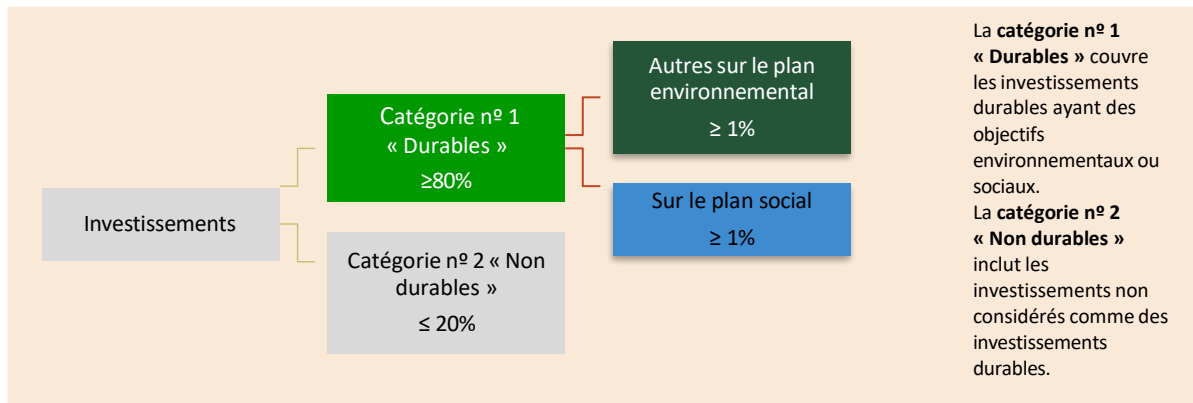 Investissements
Catégorie nº 1
« Durables »
≥80%
Catégorie nº 2 « Non
durables »
≤ 20%
Autres sur le plan
environnemental
≥ 1%
Sur le plan social
≥ 1%
La catégorie nº 1
« Durables » couvre
les investissements
durables ayant des
objectifs
environnementaux ou
sociaux.
La catégorie nº 2
« Non durables »
inclut les
investissements non
considérés comme des
investissements
durables.